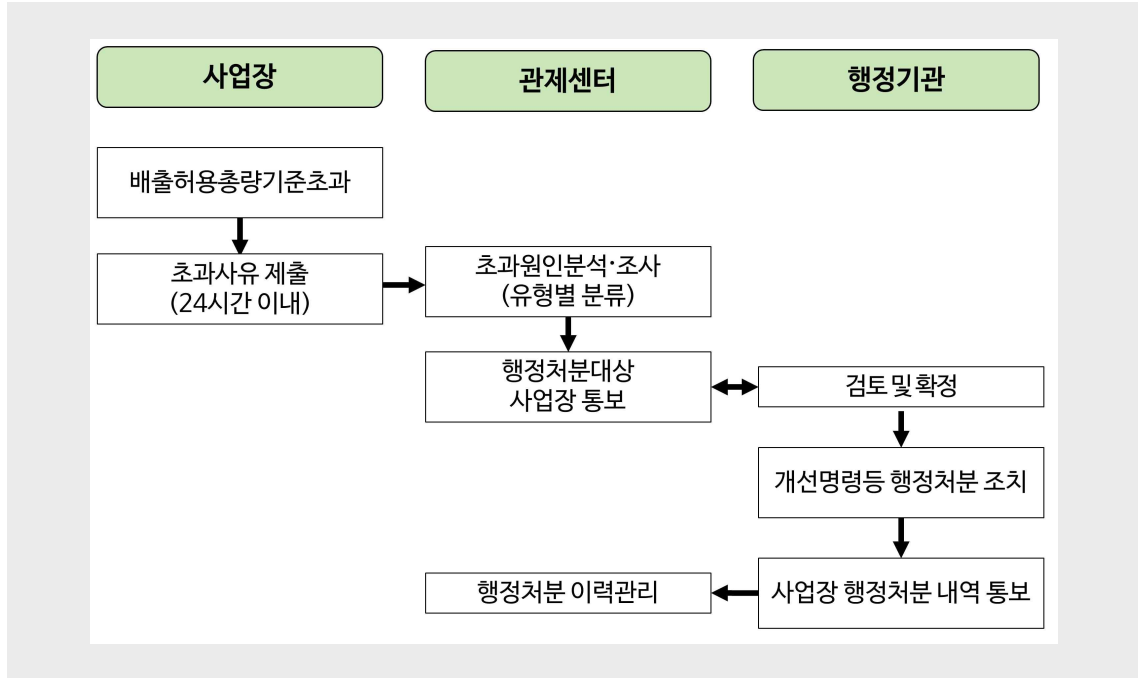 사업장
관제센터
행정기관
배출허용총량기준초과
초과사유 제출
(24시간 이내)
초과원인분석·조사
(유형별 분류)
행정처분대상
사업장 통보
검토 및 확정
개선명령등 행정처분 조치
사업장 행정처분 내역 통보
행정처분 이력관리